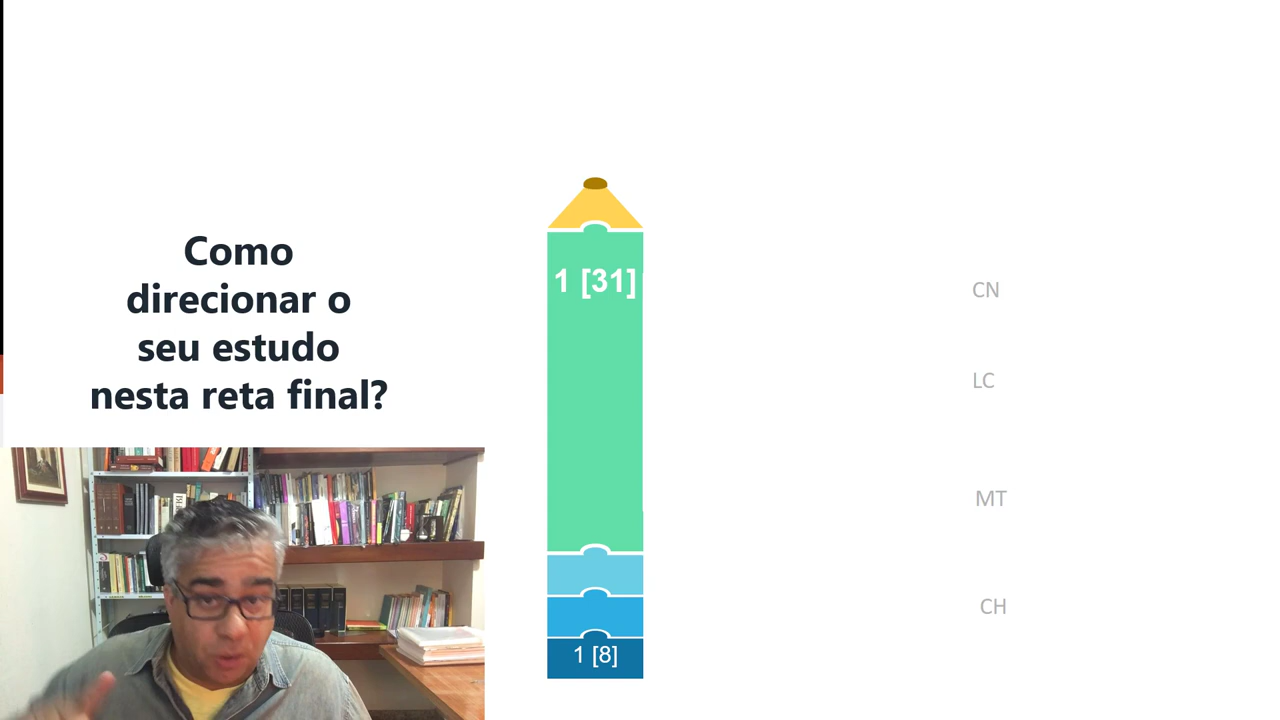 Como
direcionar o
seu estudo
nesta reta final?
1 [31]
1 [8]
CN
LC
MT
CH